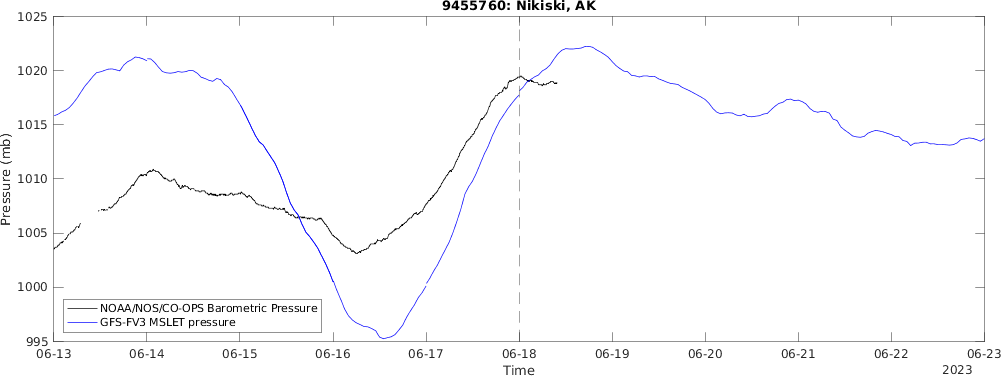 9455760: Nikiski, AK
Pressure (mb)
1025
1020
1015
1010
1005
1000
995
NOAA/NOS/CO-OPS Barometric Pressure
GFS-FV3 MSLET pressure
06-13 06-14 06-15 06-16 06-17 06-18 06-19 06-20 06-21 06-22 06-23
Time
2023